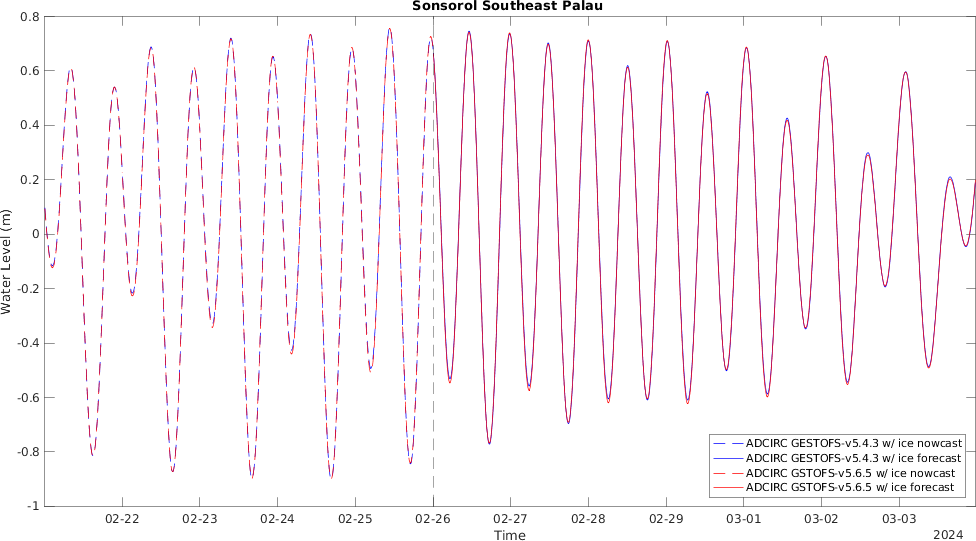 Sonsorol Southeast Palau
0.8
0.6
0.4
0.2
0
-0.2
-0.4
-0.6
-0.8
-1
Water Level (m)
ADCIRC GESTOFS-v5.4.3 w/ ice nowcast
ADCIRC GESTOFS-v5.4.3 w/ ice forecast
ADCIRC GSTOFS-v5.6.5 w/ ice nowcast
ADCIRC GSTOFS-v5.6.5 w/ ice forecast
02-22 02-23 02-24 02-25 02-26 02-27 02-28 02-29 03-01 03-02 03-03
Time
2024